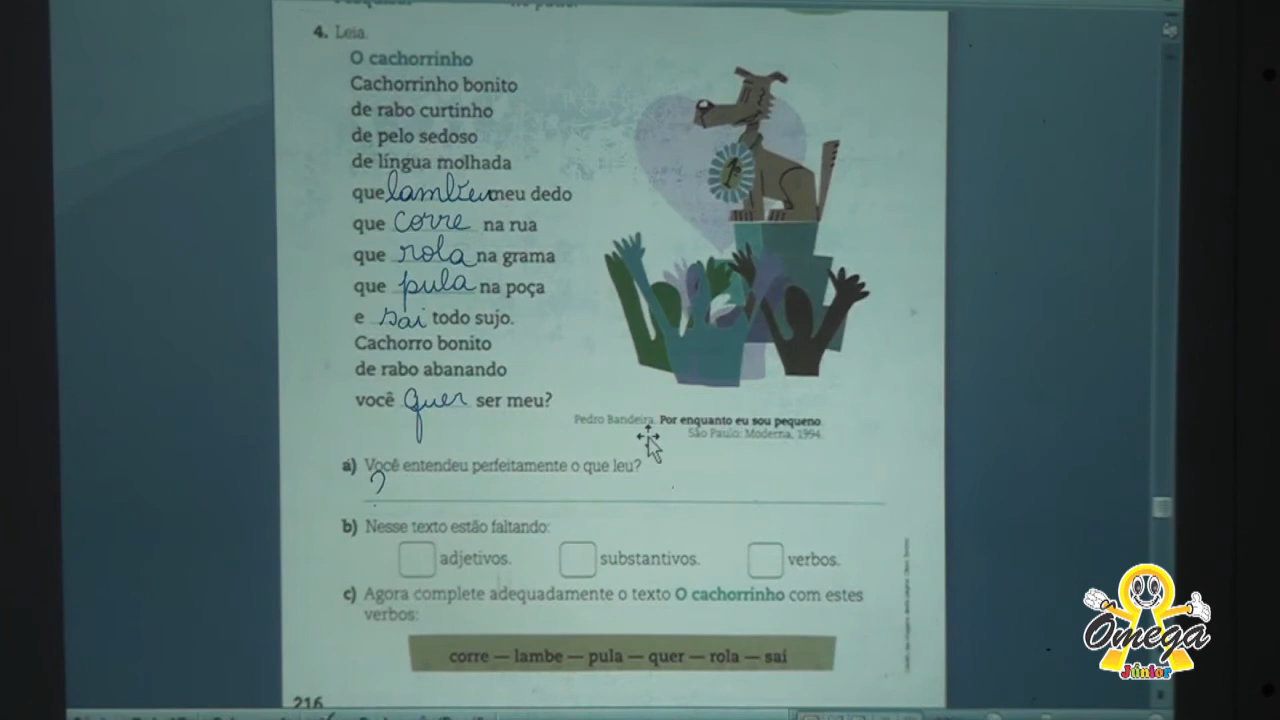 4. Leia.
O cachorrinho
Cachorrinho bonito
de rabo curtinho
de pelo sedoso
de língua molhada
que lambeu meu dedo
que corre na rua
que rola na grama
que pula na poça
e sai todo sujo.
Cachorro bonito
de rabo abanando
você quer ser meu?
1º
Pedro Bandeira. Por enquanto eu sou pequeno.
São Paulo: Moderna, 1994.
a) Você entendeu perfeitamente o que leu?
?
b) Nesse texto estão faltando:
adjetivos. substantivos. verbos.
c) Agora complete adequadamente o texto O cachorrinho com estes
verbos:
corre — lambe — pula — quer — rola — sai
216
Ômega
Júnior